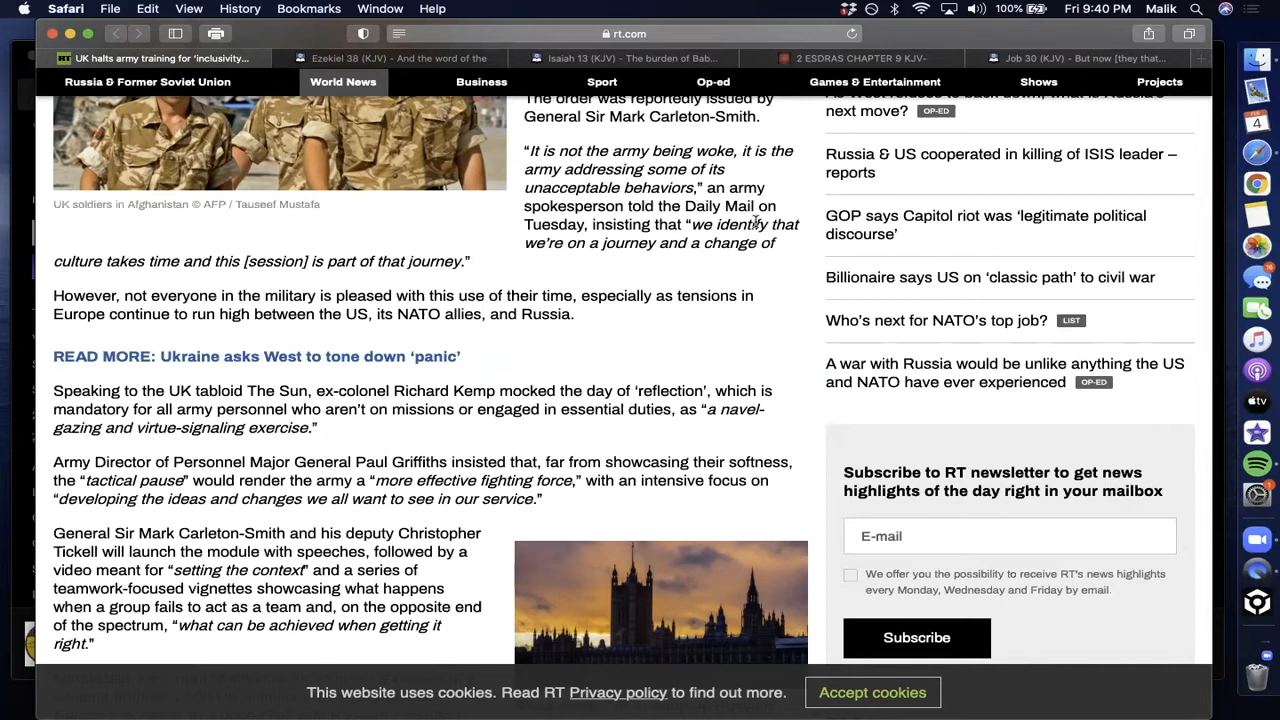 Safari File Edit View History Bookmarks Window Help
100% Fri 9:40 PM Malik
rt.com
RT UK halts army training for 'inclusivity...
Ezekiel 38 (KJV) - And the word of the
Isaiah 13 (KJV) - The burden of Bab...
2 ESDRAS CHAPTER 9 KJV-
Job 30 (KJV) - But now [they that...
Russia & Former Soviet Union
World News
Business
Sport
Op-ed
Games & Entertainment
Shows
Projects
UK soldiers in Afghanistan © AFP / Tauseef Mustafa
The order was reportedly issued by
General Sir Mark Carleton-Smith.
“It is not the army being woke, it is the
army addressing some of its
unacceptable behaviors,” an army
spokesperson told the Daily Mail on
Tuesday, insisting that “we identify that
we’re on a journey and a change of
culture takes time and this [session] is part of that journey.”
However, not everyone in the military is pleased with this use of their time, especially as tensions in
Europe continue to run high between the US, its NATO allies, and Russia.
READ MORE: Ukraine asks West to tone down ‘panic’
Speaking to the UK tabloid The Sun, ex-colonel Richard Kemp mocked the day of ‘reflection’, which is
mandatory for all army personnel who aren’t on missions or engaged in essential duties, as “a navel-
gazing and virtue-signaling exercise.”
Army Director of Personnel Major General Paul Griffiths insisted that, far from showcasing their softness,
the “tactical pause” would render the army a “more effective fighting force,” with an intensive focus on
“developing the ideas and changes we all want to see in our service.”
General Sir Mark Carleton-Smith and his deputy Christopher
Tickell will launch the module with speeches, followed by a
video meant for “setting the context” and a series of
teamwork-focused vignettes showcasing what happens
when a group fails to act as a team and, on the opposite end
of the spectrum, “what can be achieved when getting it
right.”
next move? OP-ED
Russia & US cooperated in killing of ISIS leader –
reports
GOP says Capitol riot was ‘legitimate political
discourse’
Billionaire says US on ‘classic path’ to civil war
Who’s next for NATO’s top job? LIST
A war with Russia would be unlike anything the US
and NATO have ever experienced OP-ED
Subscribe to RT newsletter to get news
highlights of the day right in your mailbox
E-mail
We offer you the possibility to receive RT's news highlights
every Monday, Wednesday and Friday by email.
Subscribe
This website uses cookies. Read RT Privacy policy to find out more.
Accept cookies
FEB
4
16
tv
1